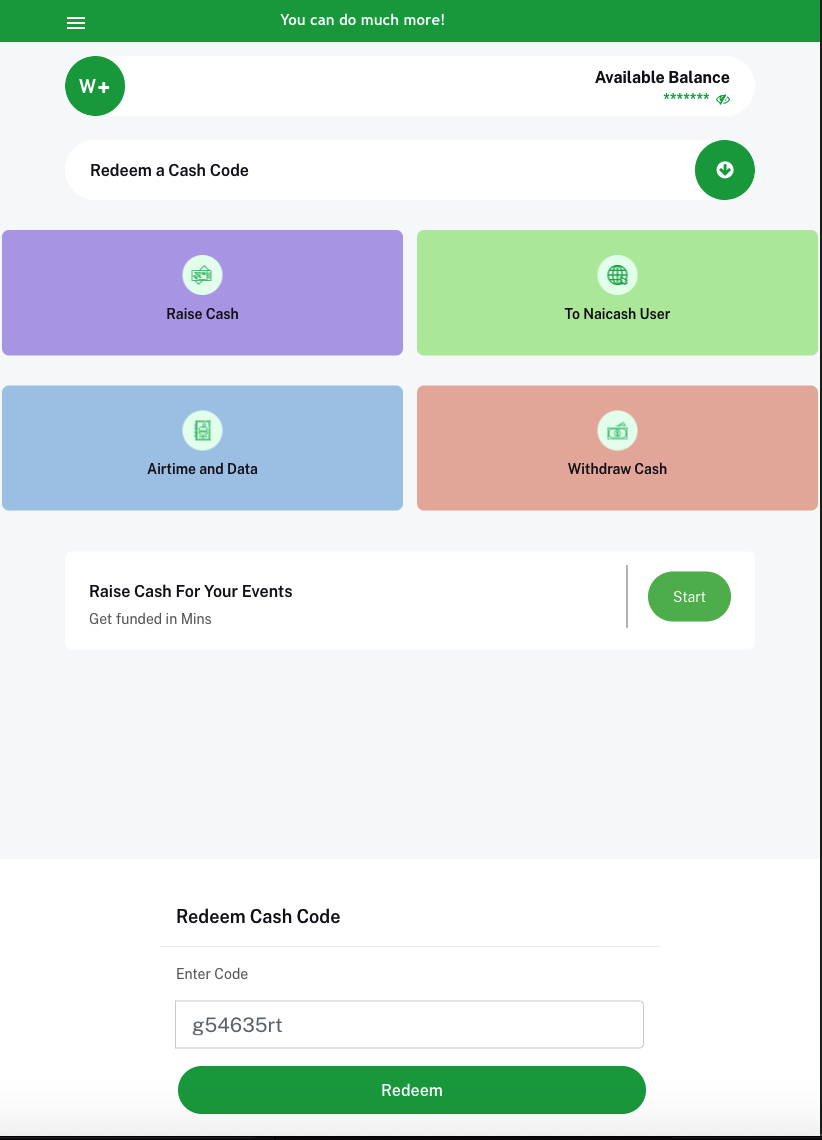 You can do much more!
W+
Available Balance
*******
Redeem a Cash Code
Raise Cash
To Naicash User
Airtime and Data
Withdraw Cash
Raise Cash For Your Events
Get funded in Mins
Start
Redeem Cash Code
Enter Code
g54635rt
Redeem